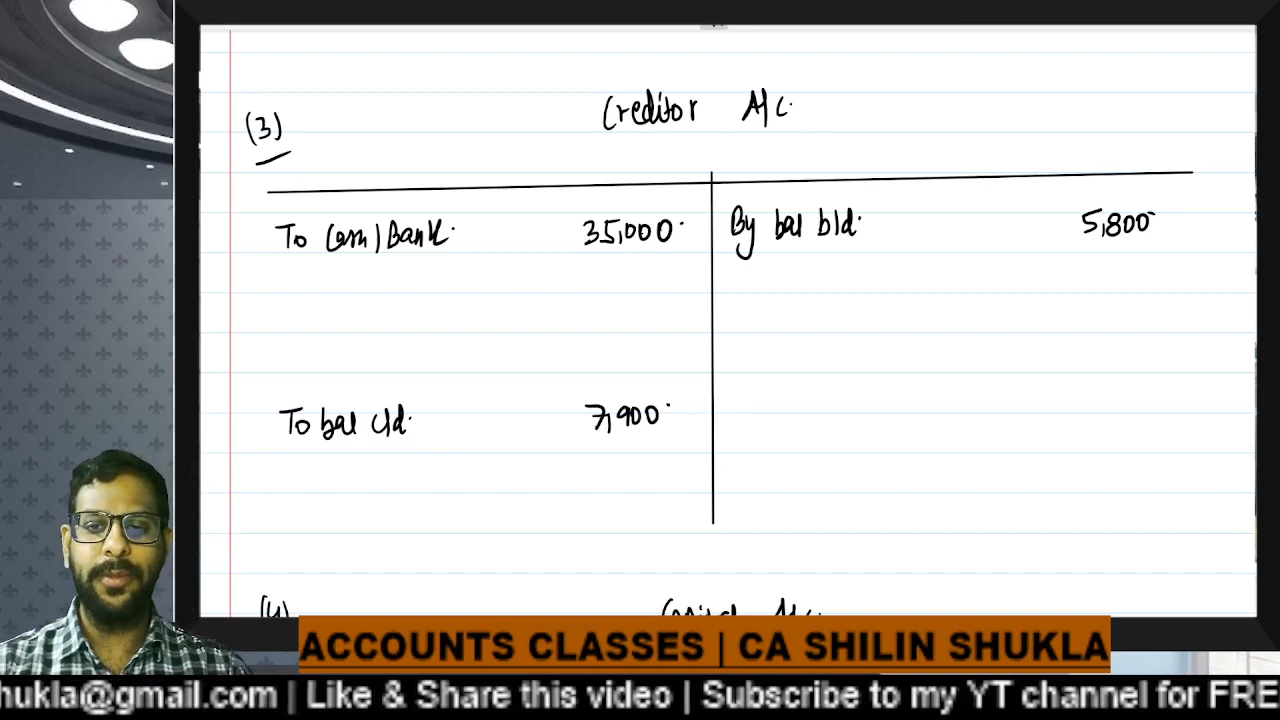 (3)
Creditor A/c.
To Cash/Bank. 35,000
By bal b/d. 5,800
To bal c/d. 7,900
(4)
A/c.
ACCOUNTS CLASSES | CA SHILIN SHUKLA
hukla@gmail.com | Like & Share this video | Subscribe to my YT channel for FRE